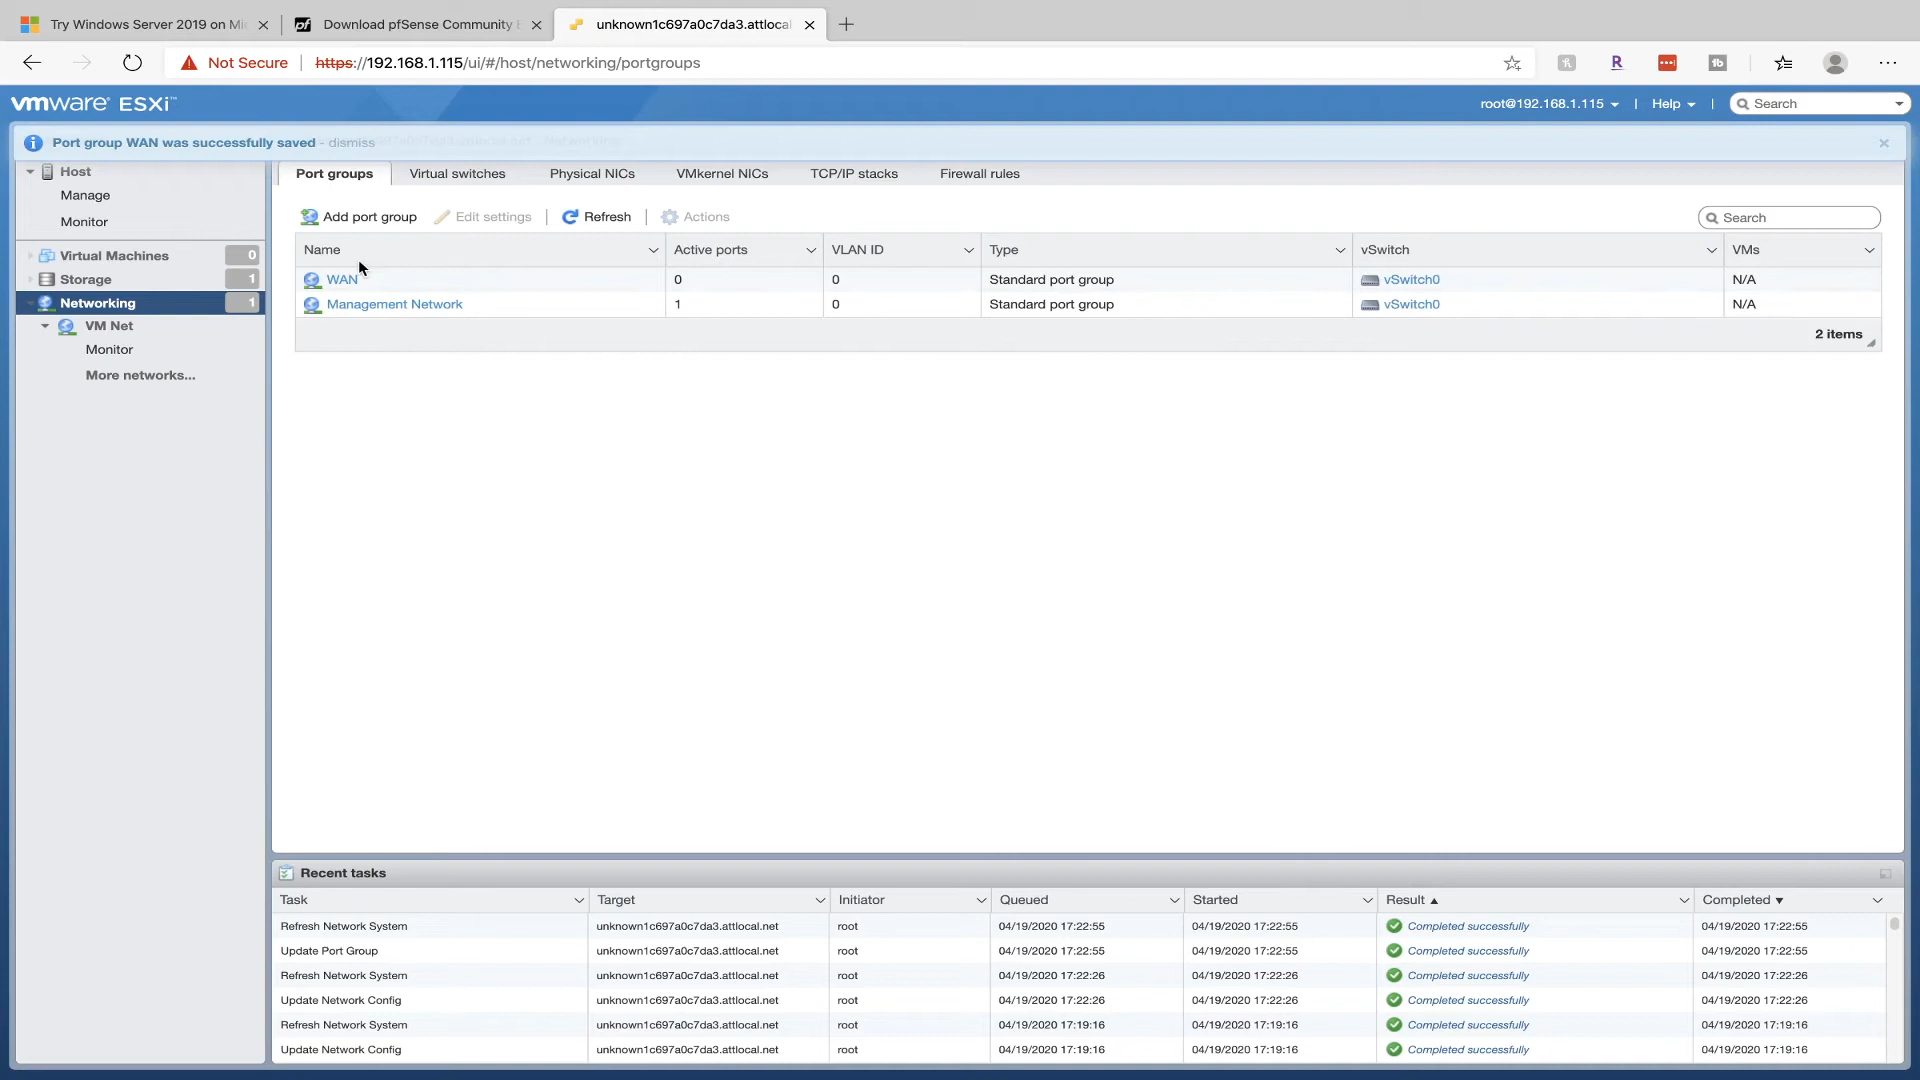 Try Windows Server 2019 on Mi
Download pfSense Community E
unknown1c697a0c7da3.attlocal
Not Secure
https://192.168.1.115/ui/#/host/networking/portgroups
R
1b
vmware ESXi™
root@192.168.1.115 | Help | Search
Port group WAN was successfully saved - dismiss
Host
Manage
Monitor
Virtual Machines 0
Storage 1
Networking 1
VM Net
Monitor
More networks...
Port groups Virtual switches Physical NICs VMkernel NICs TCP/IP stacks Firewall rules
Add port group Edit settings | Refresh | Actions Search
Name Active ports VLAN ID Type vSwitch VMs
WAN 0 0 Standard port group vSwitch0 N/A
Management Network 1 0 Standard port group vSwitch0 N/A
2 items
Recent tasks
Task Target Initiator Queued Started Result Completed
Refresh Network System unknown1c697a0c7da3.attlocal.net root 04/19/2020 17:22:55 04/19/2020 17:22:55 Completed successfully 04/19/2020 17:22:55
Update Port Group unknown1c697a0c7da3.attlocal.net root 04/19/2020 17:22:55 04/19/2020 17:22:55 Completed successfully 04/19/2020 17:22:55
Refresh Network System unknown1c697a0c7da3.attlocal.net root 04/19/2020 17:22:26 04/19/2020 17:22:26 Completed successfully 04/19/2020 17:22:26
Update Network Config unknown1c697a0c7da3.attlocal.net root 04/19/2020 17:22:26 04/19/2020 17:22:26 Completed successfully 04/19/2020 17:22:26
Refresh Network System unknown1c697a0c7da3.attlocal.net root 04/19/2020 17:19:16 04/19/2020 17:19:16 Completed successfully 04/19/2020 17:19:16
Update Network Config unknown1c697a0c7da3.attlocal.net root 04/19/2020 17:19:16 04/19/2020 17:19:16 Completed successfully 04/19/2020 17:19:16